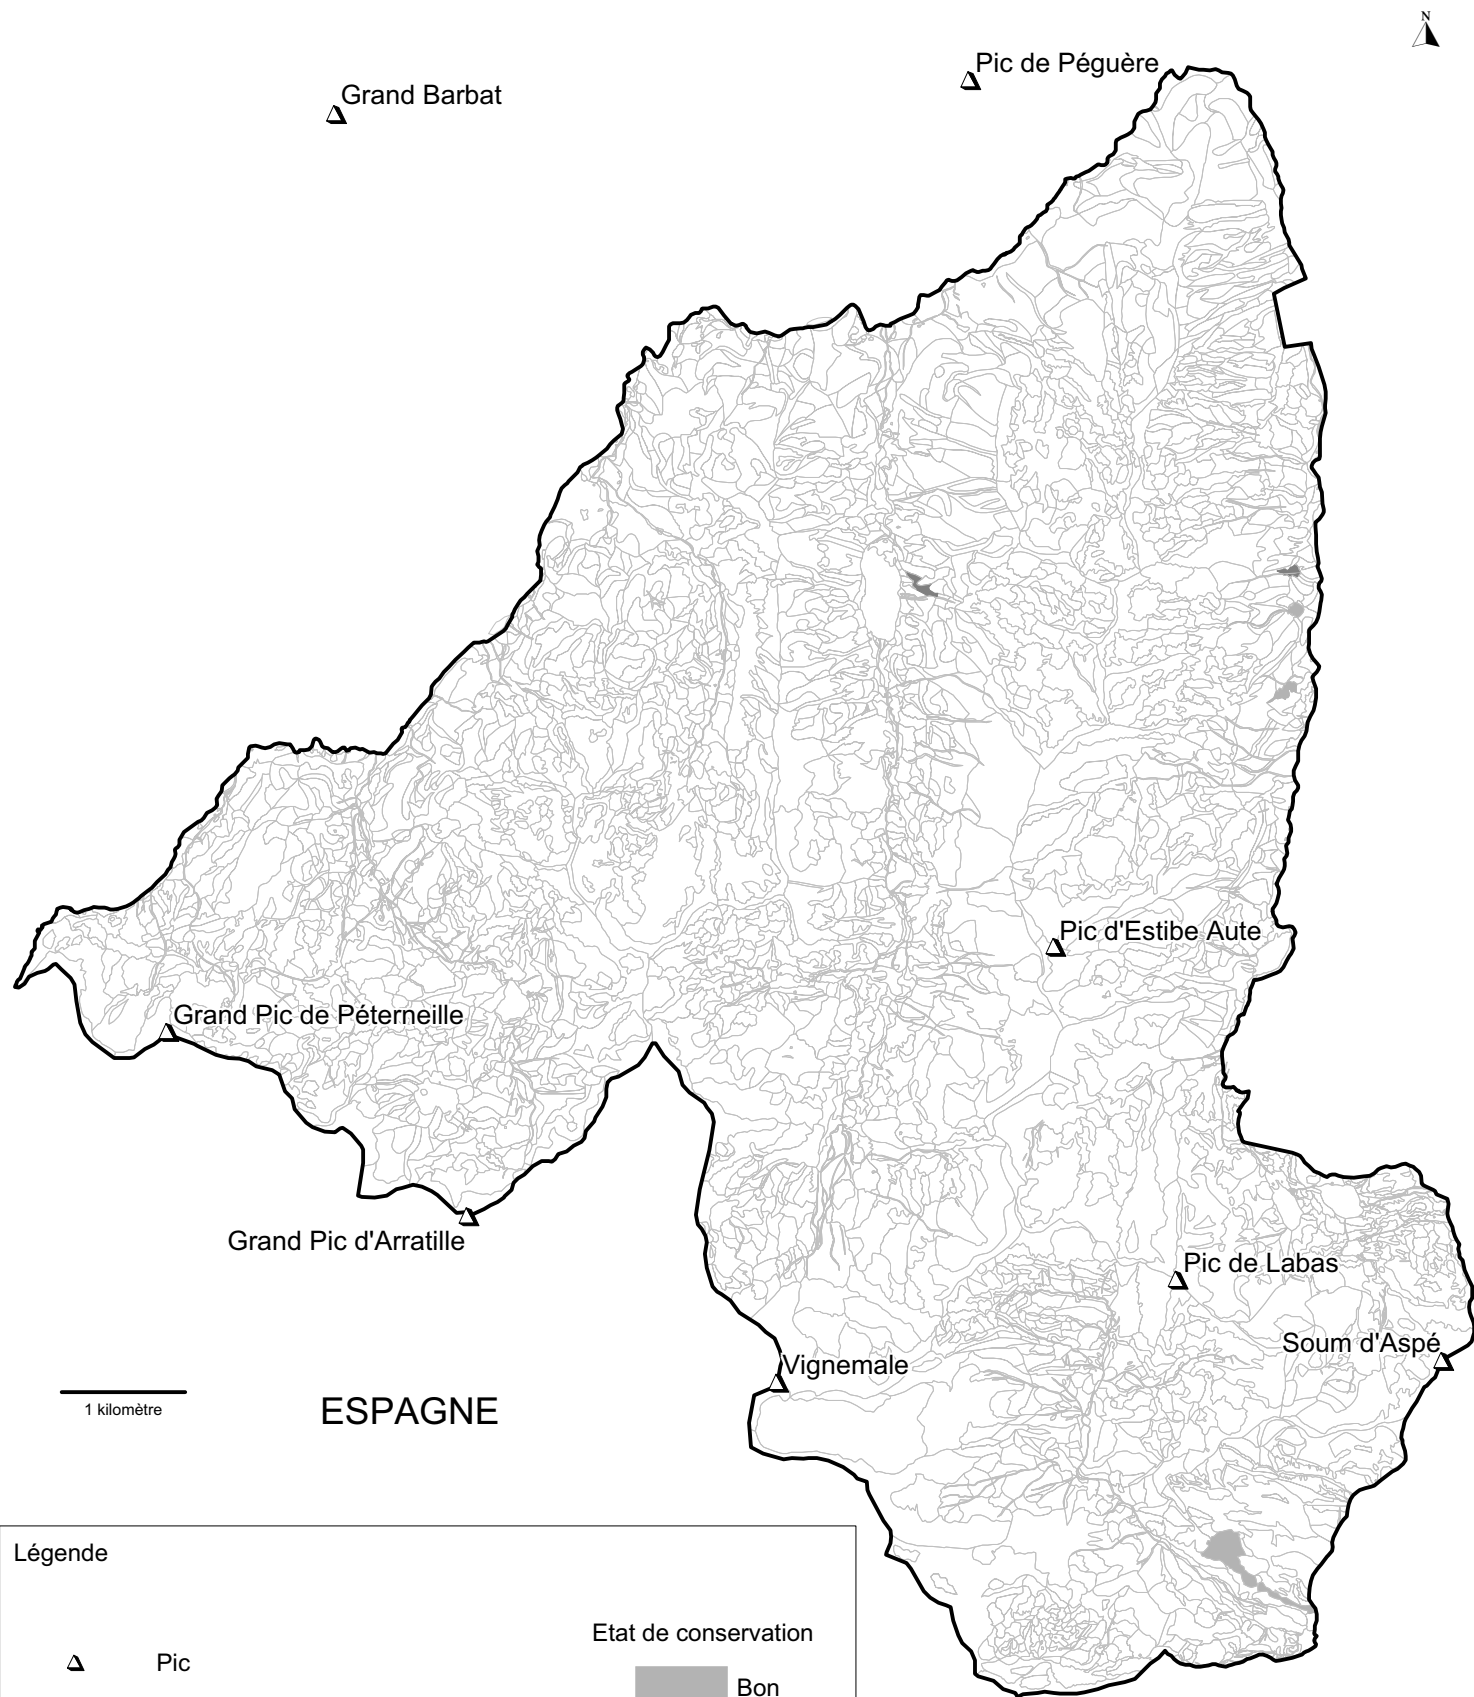 N
Pic de Péguère
Grand Barbat
Pic d'Estibe Aute
Grand Pic de Péterneille
Grand Pic d'Arratille
Pic de Labas
Soum d'Aspé
Vignemale
1 kilomètre
ESPAGNE
Légende
Etat de conservation
Pic
Bon